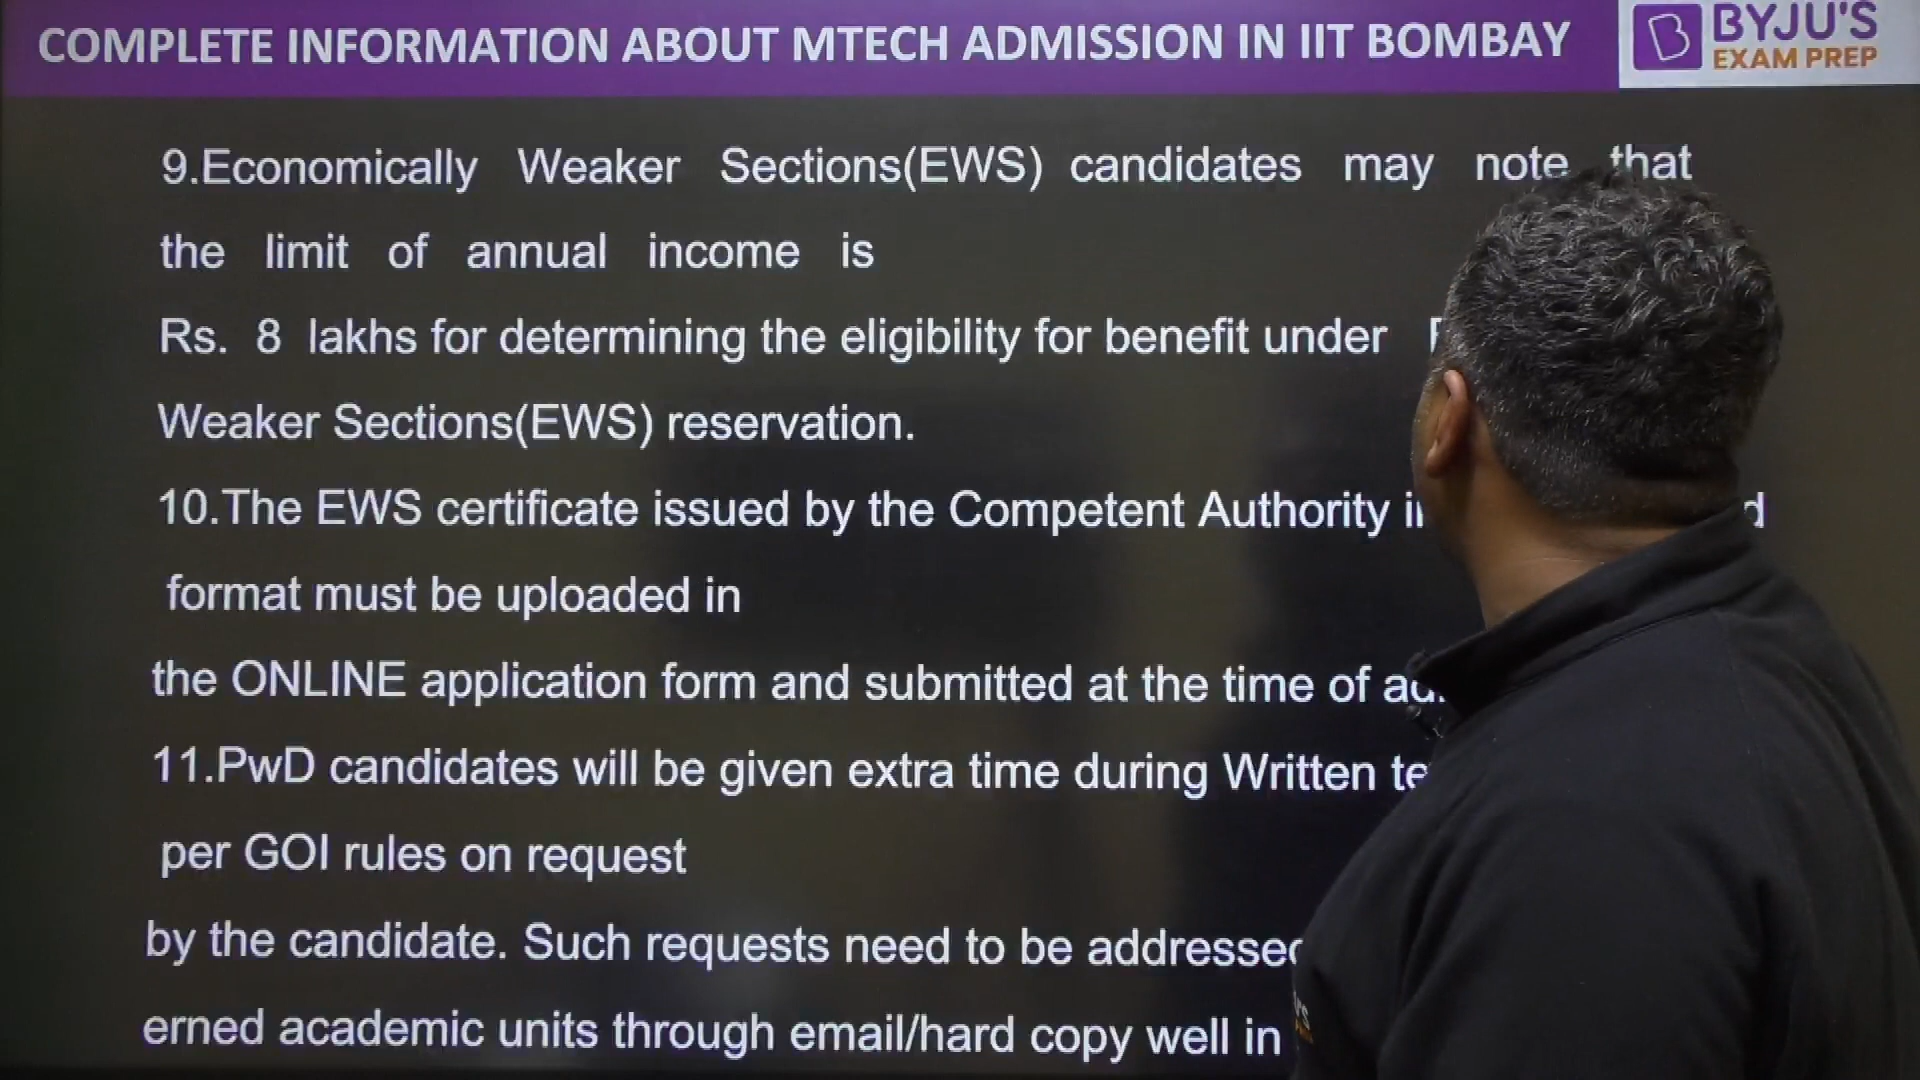 COMPLETE INFORMATION ABOUT MTECH ADMISSION IN IIT BOMBAY
BYJU'S
EXAM PREP
9.Economically Weaker Sections(EWS) candidates may note that
the limit of annual income is
Rs. 8 lakhs for determining the eligibility for benefit under
Weaker Sections(EWS) reservation.
10.The EWS certificate issued by the Competent Authority
format must be uploaded in
the ONLINE application form and submitted at the time of
11.PwD candidates will be given extra time during Written
per GOI rules on request
by the candidate. Such requests need to be addressed
erned academic units through email/hard copy well in